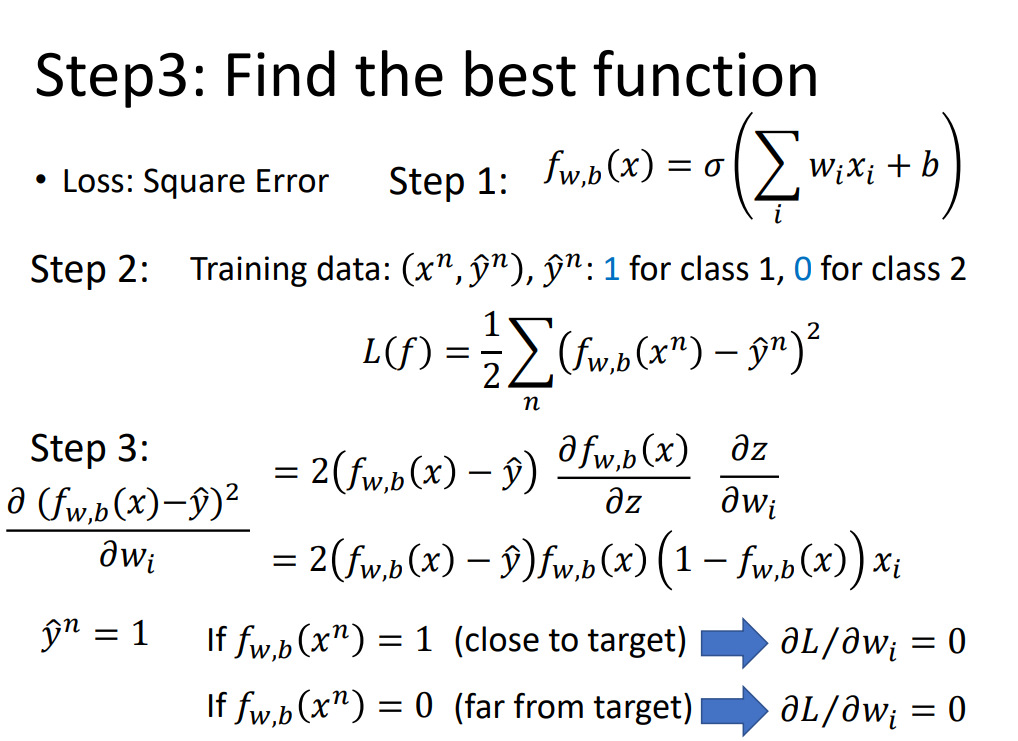 Step3: Find the best function
• Loss: Square Error Step 1: f_{w,b}(x) = σ(∑_i w_i x_i + b)
Step 2: Training data: (x^n, ŷ^n), ŷ^n: 1 for class 1, 0 for class 2
L(f) = 1/2 ∑_n (f_{w,b}(x^n) − ŷ^n)^2
Step 3:
∂ (f_{w,b}(x)−ŷ)^2 / ∂w_i = 2(f_{w,b}(x) − ŷ) ∂f_{w,b}(x)/∂z ∂z/∂w_i
= 2(f_{w,b}(x) − ŷ)f_{w,b}(x)(1 − f_{w,b}(x)) x_i
ŷ^n = 1 If f_{w,b}(x^n) = 1 (close to target) ∂L/∂w_i = 0
If f_{w,b}(x^n) = 0 (far from target) ∂L/∂w_i = 0